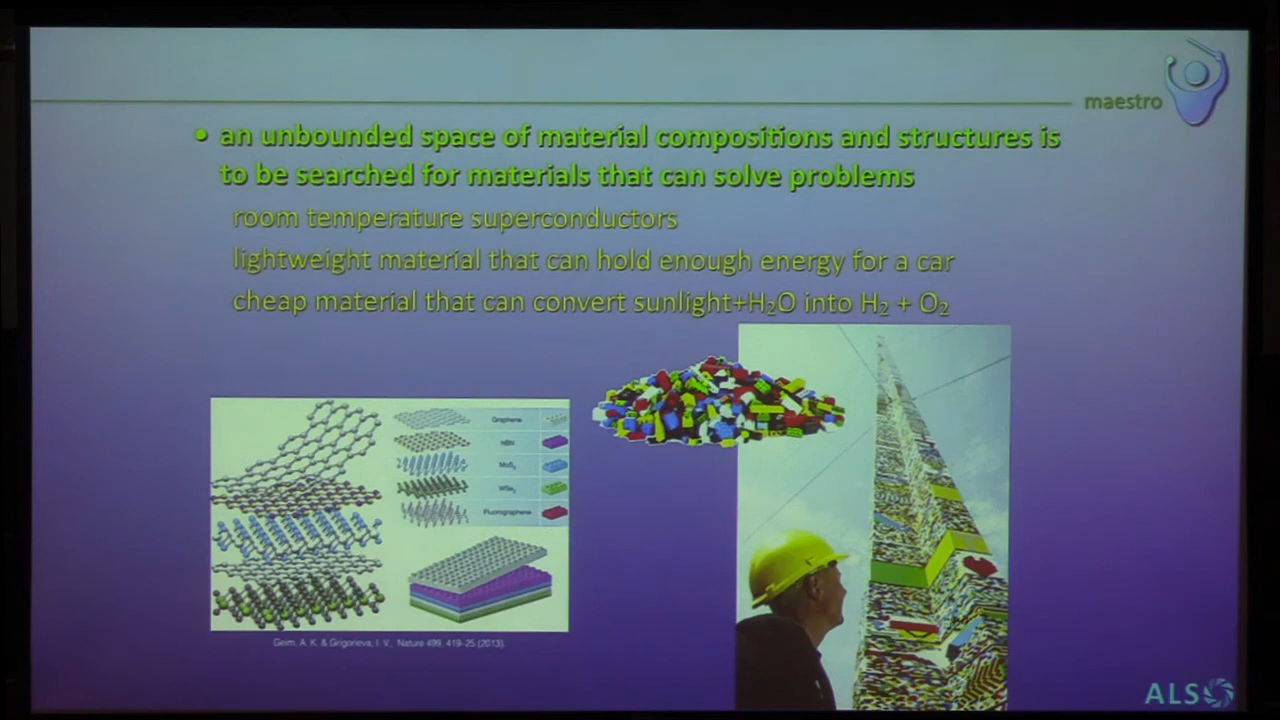 maestro
• an unbounded space of material compositions and structures is
to be searched for materials that can solve problems
room temperature superconductors
lightweight material that can hold enough energy for a car
cheap material that can convert sunlight+H₂O into H₂ + O₂
Graphene
hBN
MoS₂
WSe₂
Fluorographene
Geim, A. K. & Grigorieva, I. V., Nature 499, 419-25 (2013).
ALS